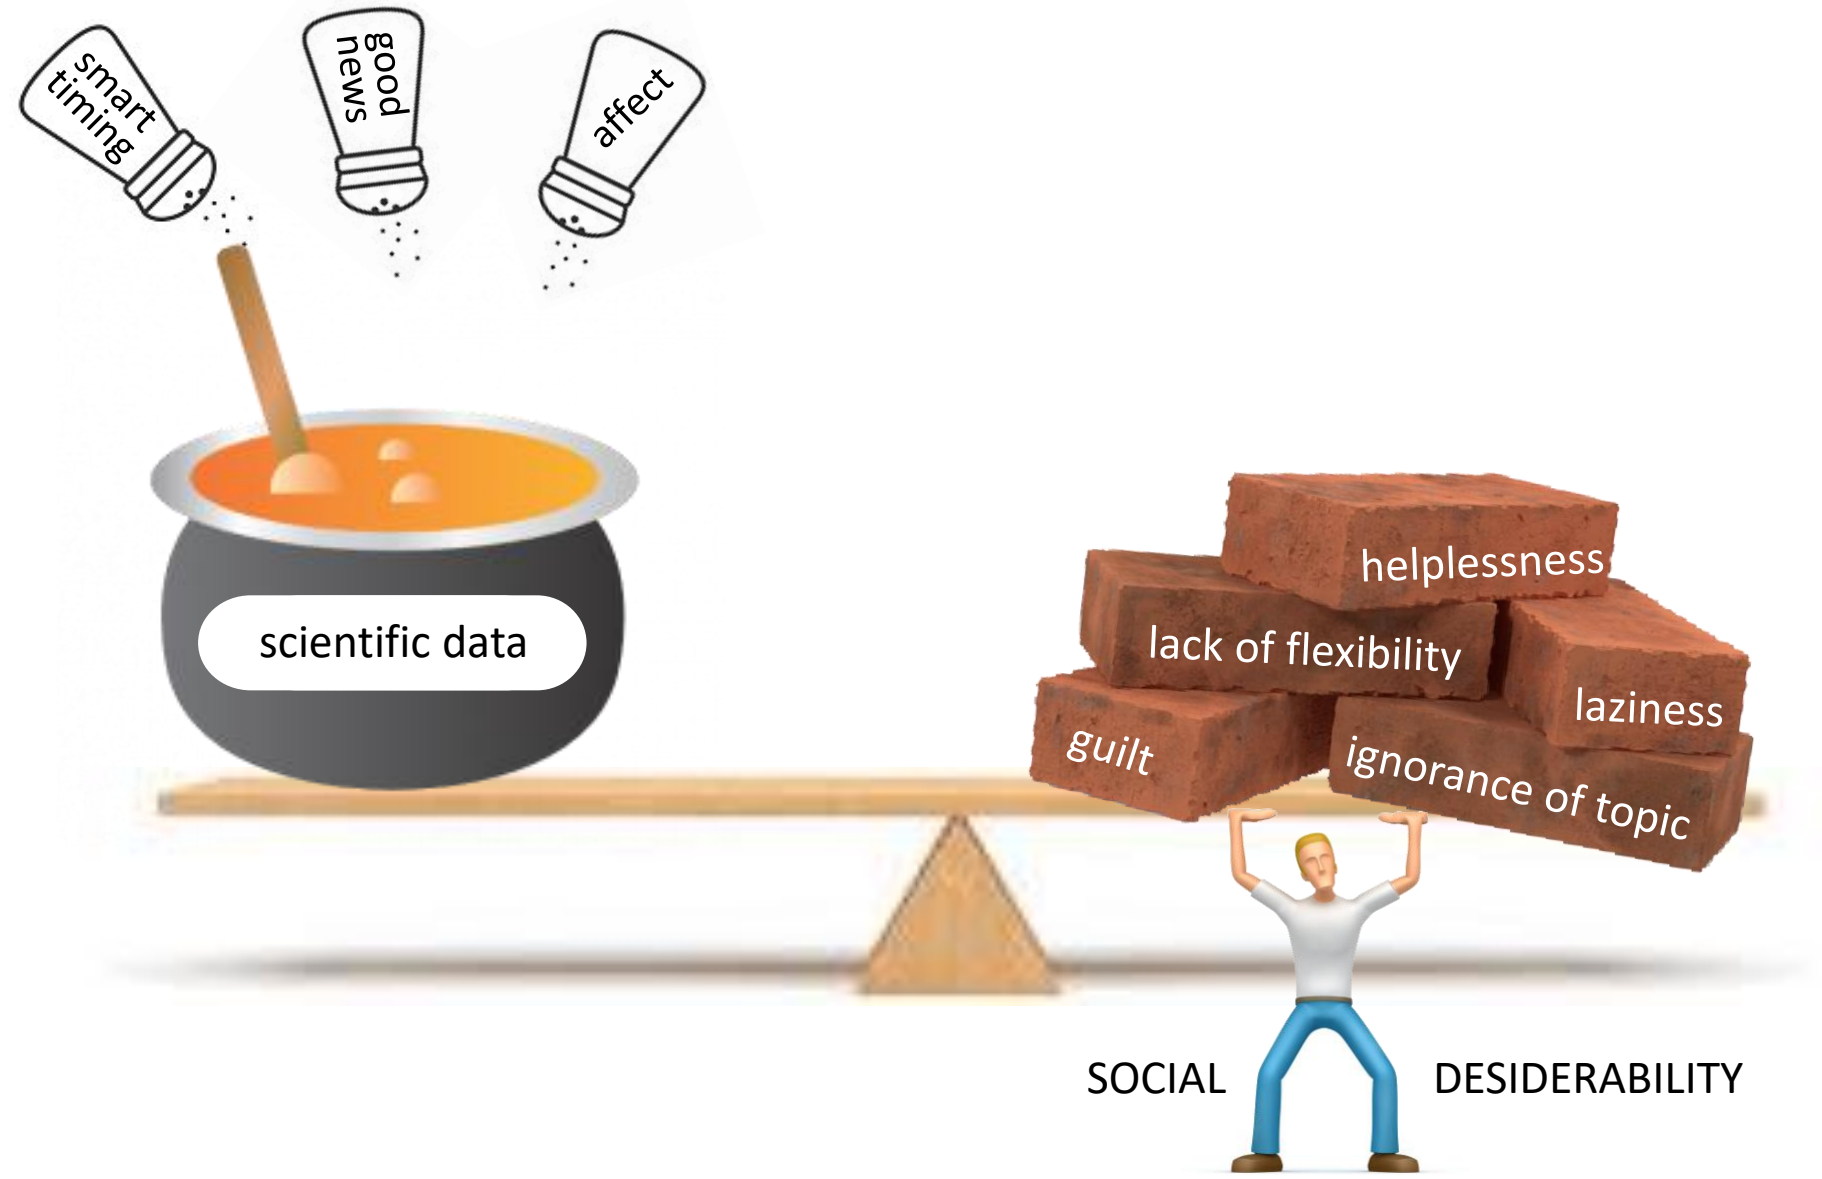 smart
timing
good
news
affect
scientific data
helplessness
lack of flexibility
laziness
guilt
ignorance of topic
SOCIAL DESIDERABILITY